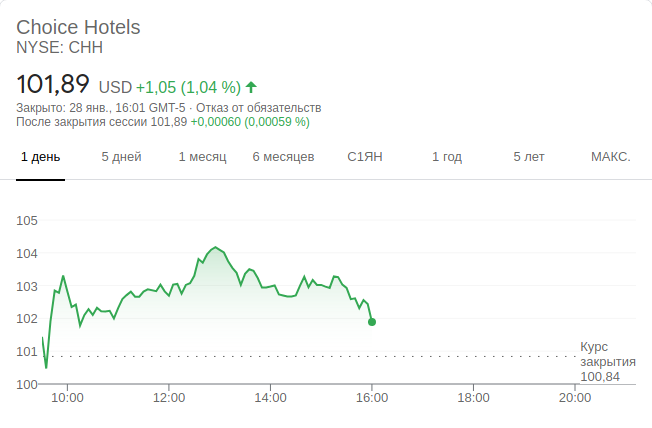 Choice Hotels
NYSE: CHH
101,89 USD +1,05 (1,04 %)
Закрыто: 28 янв., 16:01 GMT-5 · Отказ от обязательств
После закрытия сессии 101,89 +0,00060 (0,00059 %)
1 день 5 дней 1 месяц 6 месяцев С1ЯН 1 год 5 лет МАКС.
105
104
103
102
101
100
Курс
закрытия
100,84
10:00 12:00 14:00 16:00 18:00 20:00